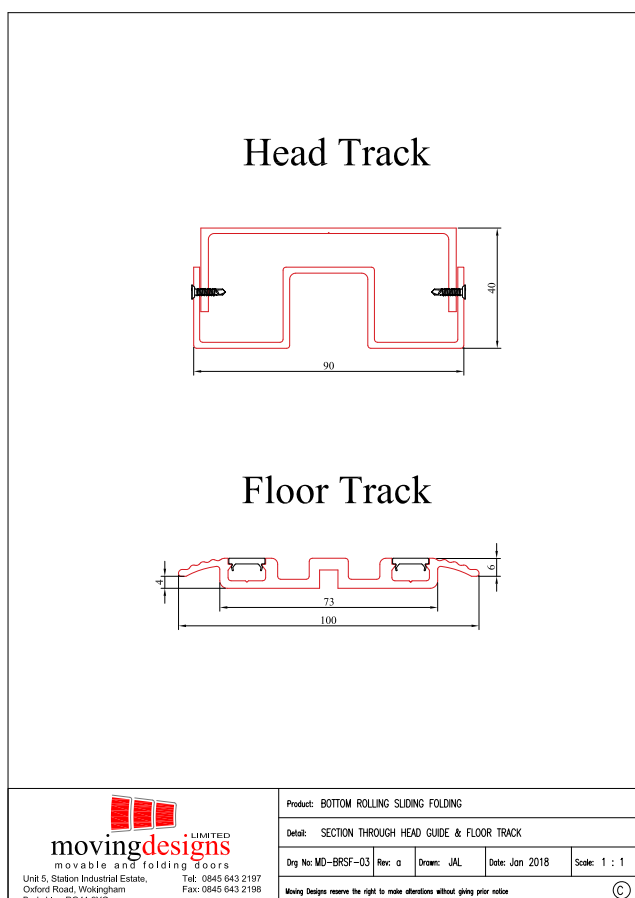 Head Track
40
90
Floor Track
4
6
73
100
LIMITED
movingdesigns
movable and folding doors
Unit 5, Station Industrial Estate, Tel: 0845 643 2197
Oxford Road, Wokingham Fax: 0845 643 2198
Product: BOTTOM ROLLING SLIDING FOLDING
Detail: SECTION THROUGH HEAD GUIDE & FLOOR TRACK
Drg No: MD-BRSF-03 Rev: a Drawn: JAL Date: Jan 2018 Scale: 1 : 1
Moving Designs reserve the right to make alterations without giving prior notice
C